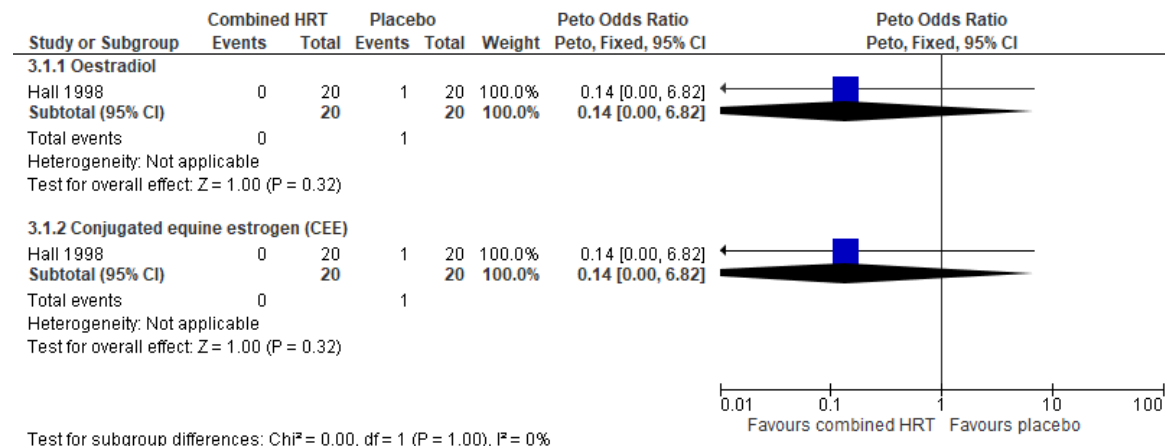 Combined HRT Placebo Peto Odds Ratio Peto Odds Ratio
Study or Subgroup Events Total Events Total Weight Peto, Fixed, 95% CI Peto, Fixed, 95% CI
3.1.1 Oestradiol
Hall 1998 0 20 1 20 100.0% 0.14 [0.00, 6.82]
Subtotal (95% CI) 20 20 100.0% 0.14 [0.00, 6.82]
Total events 0 1
Heterogeneity: Not applicable
Test for overall effect: Z = 1.00 (P = 0.32)
3.1.2 Conjugated equine estrogen (CEE)
Hall 1998 0 20 1 20 100.0% 0.14 [0.00, 6.82]
Subtotal (95% CI) 20 20 100.0% 0.14 [0.00, 6.82]
Total events 0 1
Heterogeneity: Not applicable
Test for overall effect: Z = 1.00 (P = 0.32)
0.01 0.1 1 10 100
Favours combined HRT Favours placebo
Test for subgroup differences: Chi² = 0.00, df = 1 (P = 1.00), I² = 0%